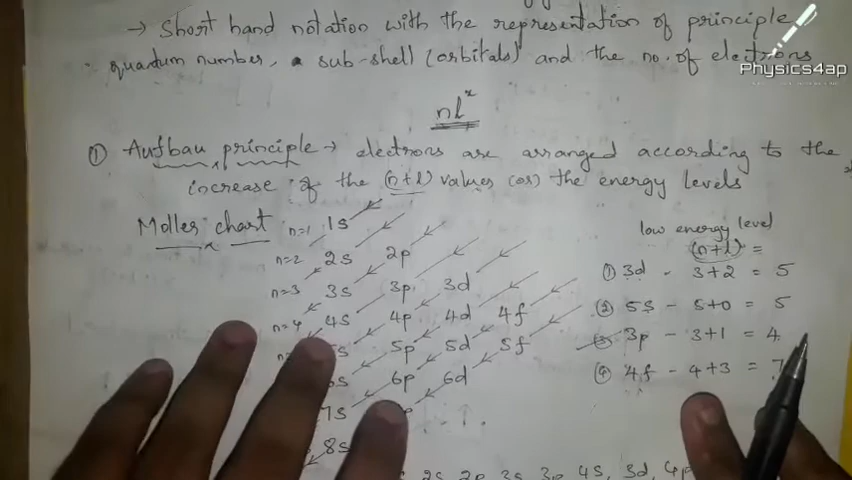 → Short hand notation with the representation of principle
quantum number, sub-shell (orbitals) and the no. of electrons
Physics4ap
nl^x
① Aufbau principle → electrons are arranged according to the
increase of the (n+l) values (or) the energy levels
Moller chart
n=1 1s
n=2 2s 2p
n=3 3s 3p 3d
n=4 4s 4p 4d 4f
5p 5d 5f
6p 6d
7s
8s
low energy level
(n+l) =
① 3d - 3+2 = 5
② 5s - 5+0 = 5
3p - 3+1 = 4
④ 4f - 4+3 = 7
2s 2p 3s 3p 4s, 3d, 4p